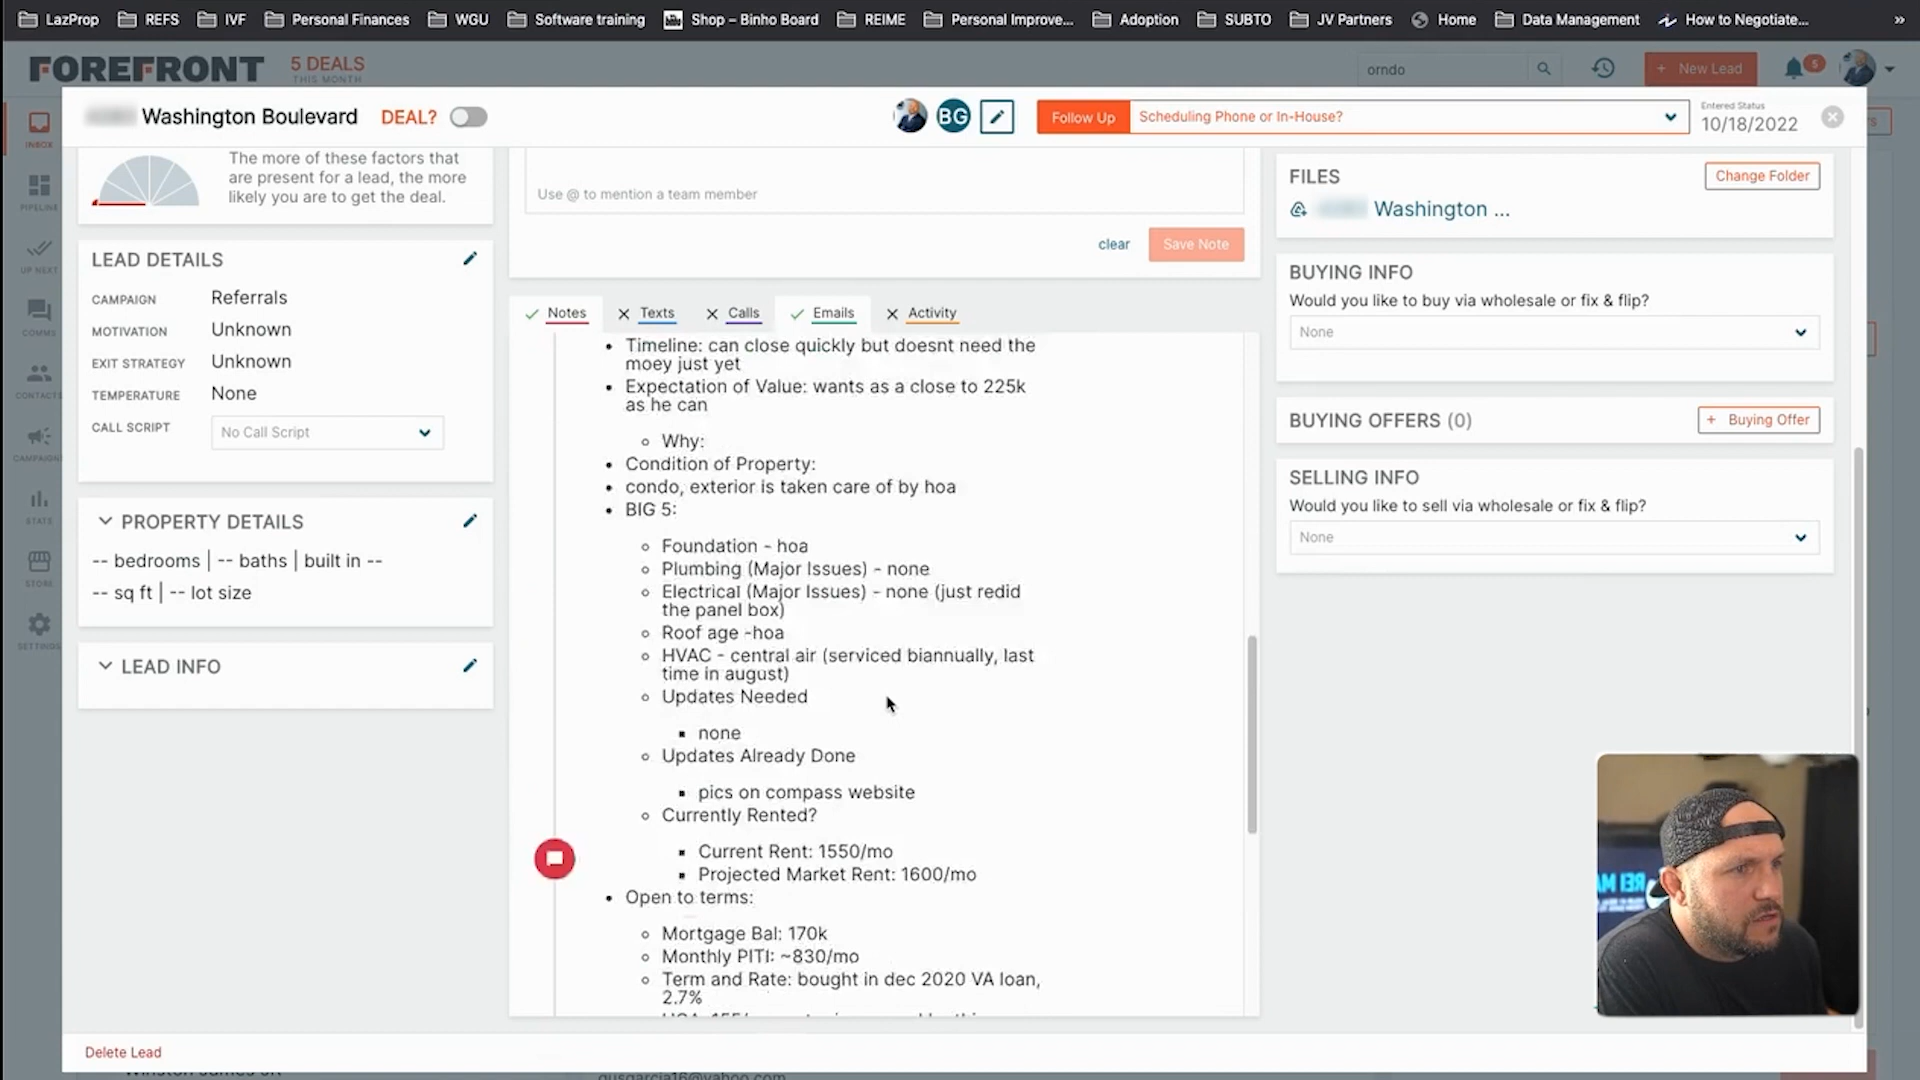 LazProp REFS IVF Personal Finances WGU Software training Shop – Binho Board REIME Personal Improve... Adoption SUBTO JV Partners Home Data Management How to Negotiate... »
FOREFRONT 5 DEALS THIS MONTH orndo + New Lead 5
Washington Boulevard DEAL? BG Follow Up Scheduling Phone or In-House? Entered Status 10/18/2022
INBOX
PIPELINE
UP NEXT
COMMS
CONTACTS
STATS
STORE
SETTINGS
The more of these factors that
are present for a lead, the more
likely you are to get the deal.
LEAD DETAILS
CAMPAIGN Referrals
MOTIVATION Unknown
EXIT STRATEGY Unknown
TEMPERATURE None
CALL SCRIPT No Call Script
PROPERTY DETAILS
-- bedrooms | -- baths | built in --
-- sq ft | -- lot size
LEAD INFO
Use @ to mention a team member
clear Save Note
Notes Texts Calls Emails Activity
• Timeline: can close quickly but doesnt need the
moey just yet
• Expectation of Value: wants as a close to 225k
as he can
◦ Why:
• Condition of Property:
• condo, exterior is taken care of by hoa
• BIG 5:
◦ Foundation - hoa
◦ Plumbing (Major Issues) - none
◦ Electrical (Major Issues) - none (just redid
the panel box)
◦ Roof age -hoa
◦ HVAC - central air (serviced biannually, last
time in august)
◦ Updates Needed
▪ none
◦ Updates Already Done
▪ pics on compass website
◦ Currently Rented?
▪ Current Rent: 1550/mo
▪ Projected Market Rent: 1600/mo
• Open to terms:
◦ Mortgage Bal: 170k
◦ Monthly PITI: ~830/mo
◦ Term and Rate: bought in dec 2020 VA loan,
2.7%
FILES Change Folder
Washington ...
BUYING INFO
Would you like to buy via wholesale or fix & flip?
None
BUYING OFFERS (0) + Buying Offer
SELLING INFO
Would you like to sell via wholesale or fix & flip?
None
Delete Lead